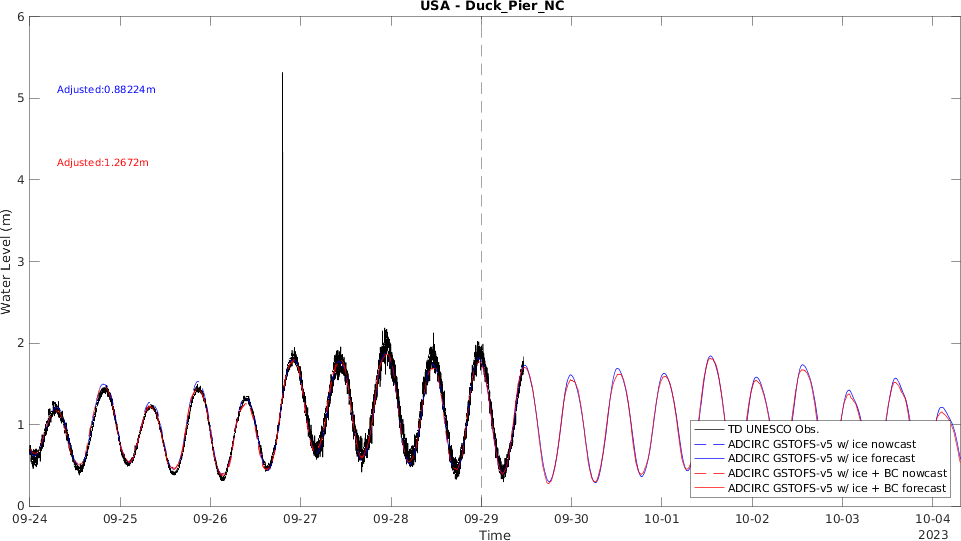 USA - Duck_Pier_NC
Water Level (m)
6
5
4
3
2
1
0
Adjusted:0.88224m
Adjusted:1.2672m
TD UNESCO Obs.
ADCIRC GSTOFS-v5 w/ ice nowcast
ADCIRC GSTOFS-v5 w/ ice forecast
ADCIRC GSTOFS-v5 w/ ice + BC nowcast
ADCIRC GSTOFS-v5 w/ ice + BC forecast
09-24 09-25 09-26 09-27 09-28 09-29 09-30 10-01 10-02 10-03 10-04
2023
Time